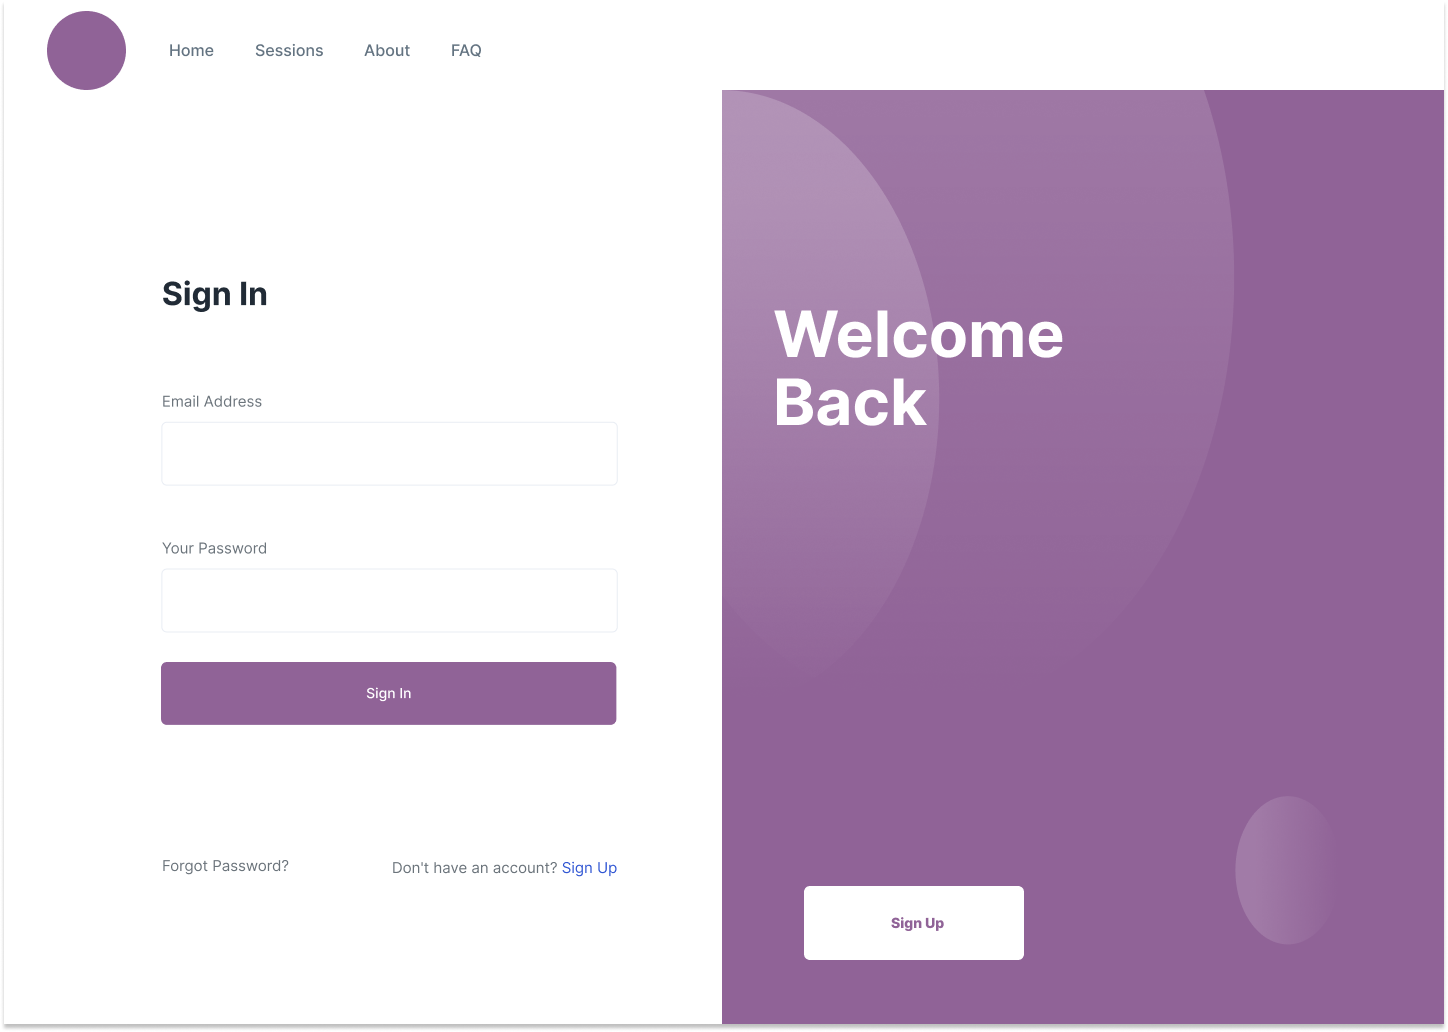 Home Sessions About FAQ
Sign In
Email Address
Your Password
Sign In
Forgot Password?
Don't have an account? Sign Up
Welcome
Back
Sign Up